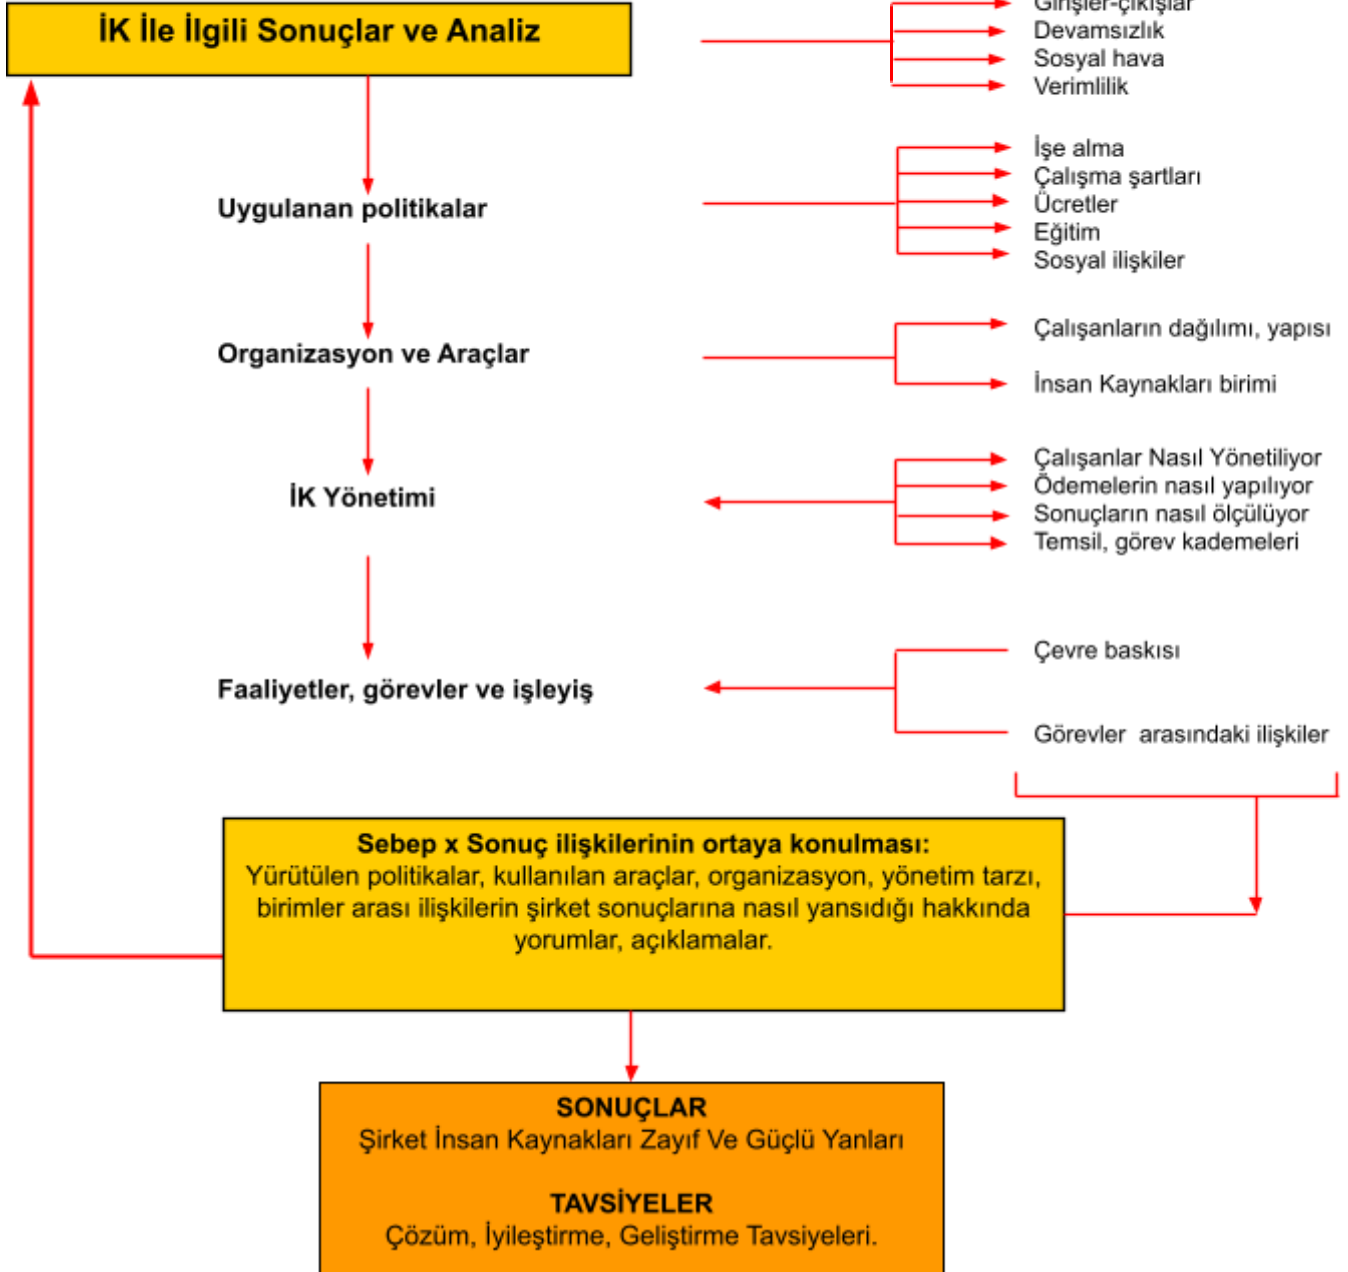 İK İle İlgili Sonuçlar ve Analiz
Girişler-çıkışlar
Devamsızlık
Sosyal hava
Verimlilik
Uygulanan politikalar
İşe alma
Çalışma şartları
Ücretler
Eğitim
Sosyal ilişkiler
Organizasyon ve Araçlar
Çalışanların dağılımı, yapısı
İnsan Kaynakları birimi
İK Yönetimi
Çalışanlar Nasıl Yönetiliyor
Ödemelerin nasıl yapılıyor
Sonuçların nasıl ölçülüyor
Temsil, görev kademeleri
Faaliyetler, görevler ve işleyiş
Çevre baskısı
Görevler arasındaki ilişkiler
Sebep x Sonuç ilişkilerinin ortaya konulması:
Yürütülen politikalar, kullanılan araçlar, organizasyon, yönetim tarzı,
birimler arası ilişkilerin şirket sonuçlarına nasıl yansıdığı hakkında
yorumlar, açıklamalar.
SONUÇLAR
Şirket İnsan Kaynakları Zayıf Ve Güçlü Yanları
TAVSİYELER
Çözüm, İyileştirme, Geliştirme Tavsiyeleri.